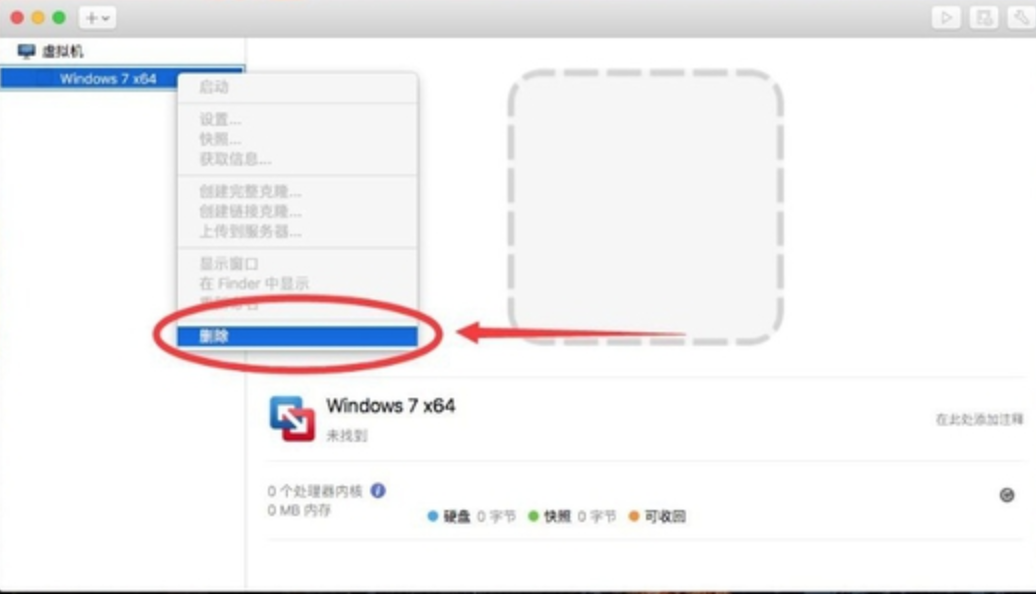 虚拟机
Windows 7 x64
启动
设置...
快照...
获取信息...
创建完整克隆...
创建链接克隆...
上传到服务器...
显示窗口
在 Finder 中显示
删除
Windows 7 x64
未找到
在此处添加注释
0 个处理器内核
0 MB 内存
硬盘 0 字节 快照 0 字节 可收回